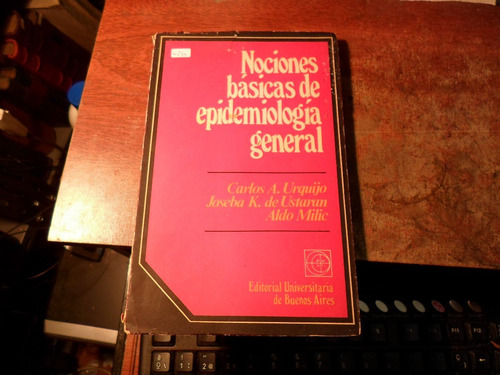 Nociones
básicas de
epidemiología
general
Carlos A. Urquijo
Joseba K. de Ustaran
Aldo Milic
Editorial Universitaria
de Buenos Aires